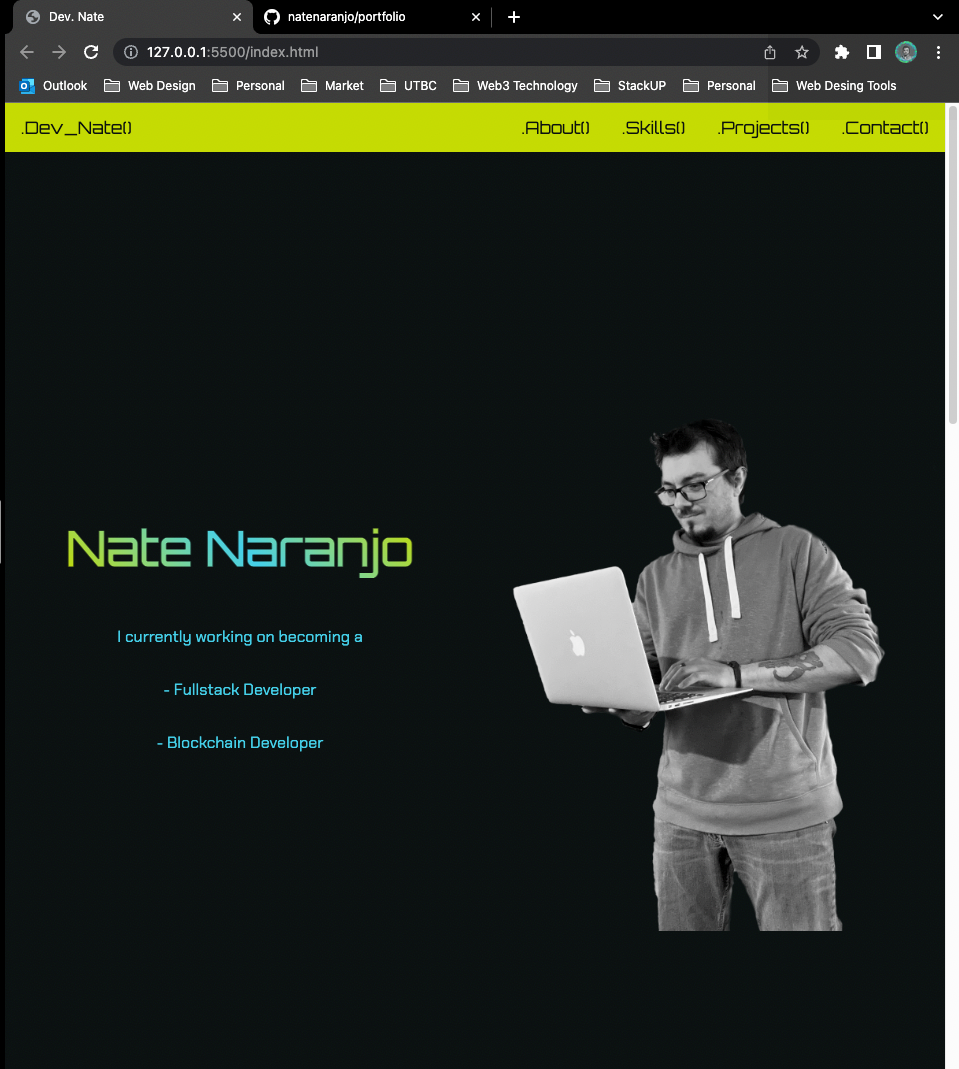 Dev. Nate
natenaranjo/portfolio
127.0.0.1:5500/index.html
Outlook Web Design Personal Market UTBC Web3 Technology StackUP Personal Web Desing Tools
.Dev_Nate() .About() .Skills() .Projects() .Contact()
Nate Naranjo
I currently working on becoming a
- Fullstack Developer
- Blockchain Developer